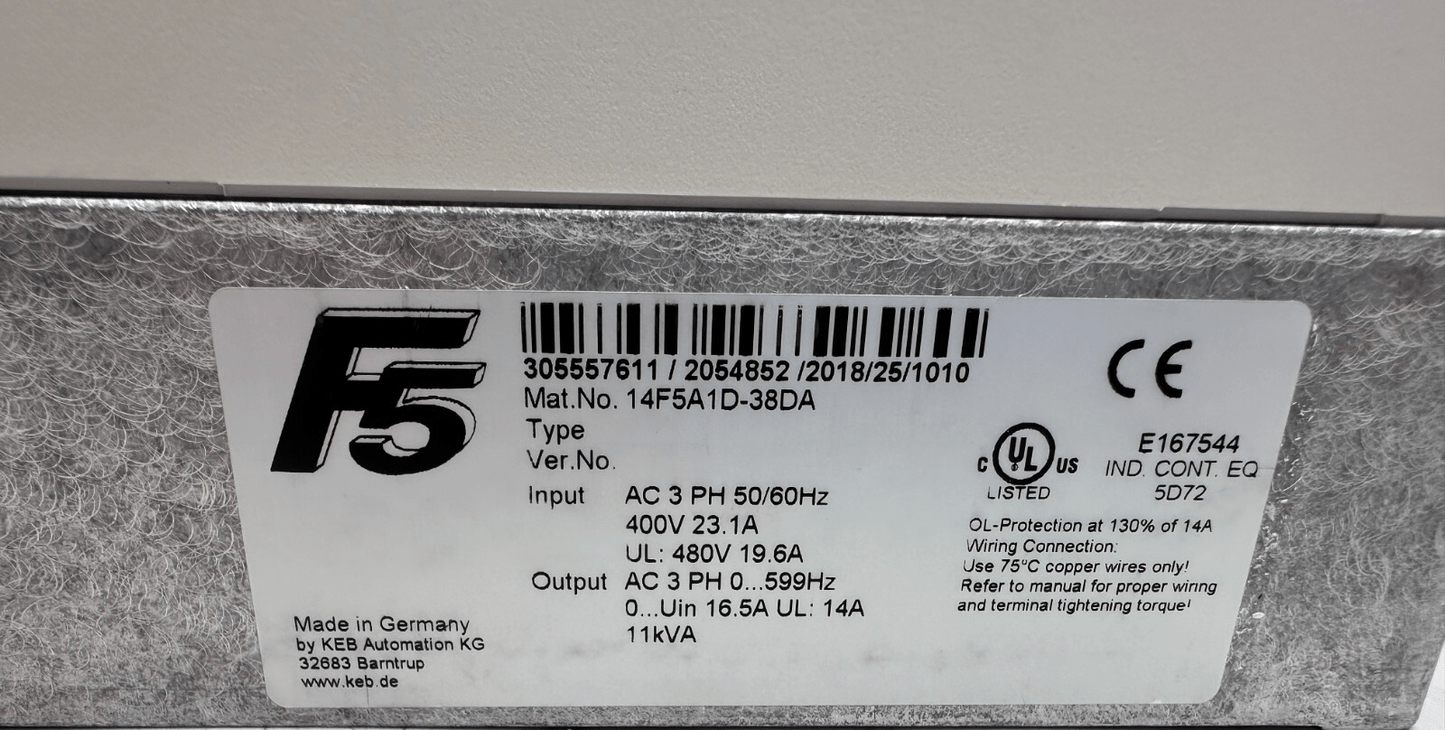 F5
305557611 / 2054852 /2018/25/1010
Mat.No. 14F5A1D-38DA
Type
Ver.No.
Input AC 3 PH 50/60Hz
400V 23.1A
UL: 480V 19.6A
Output AC 3 PH 0...599Hz
0...Uin 16.5A UL: 14A
11kVA
Made in Germany
by KEB Automation KG
32683 Barntrup
www.keb.de
CE
C UL US
LISTED
E167544
IND. CONT. EQ
5D72
OL-Protection at 130% of 14A
Wiring Connection:
Use 75°C copper wires only!
Refer to manual for proper wiring
and terminal tightening torque!